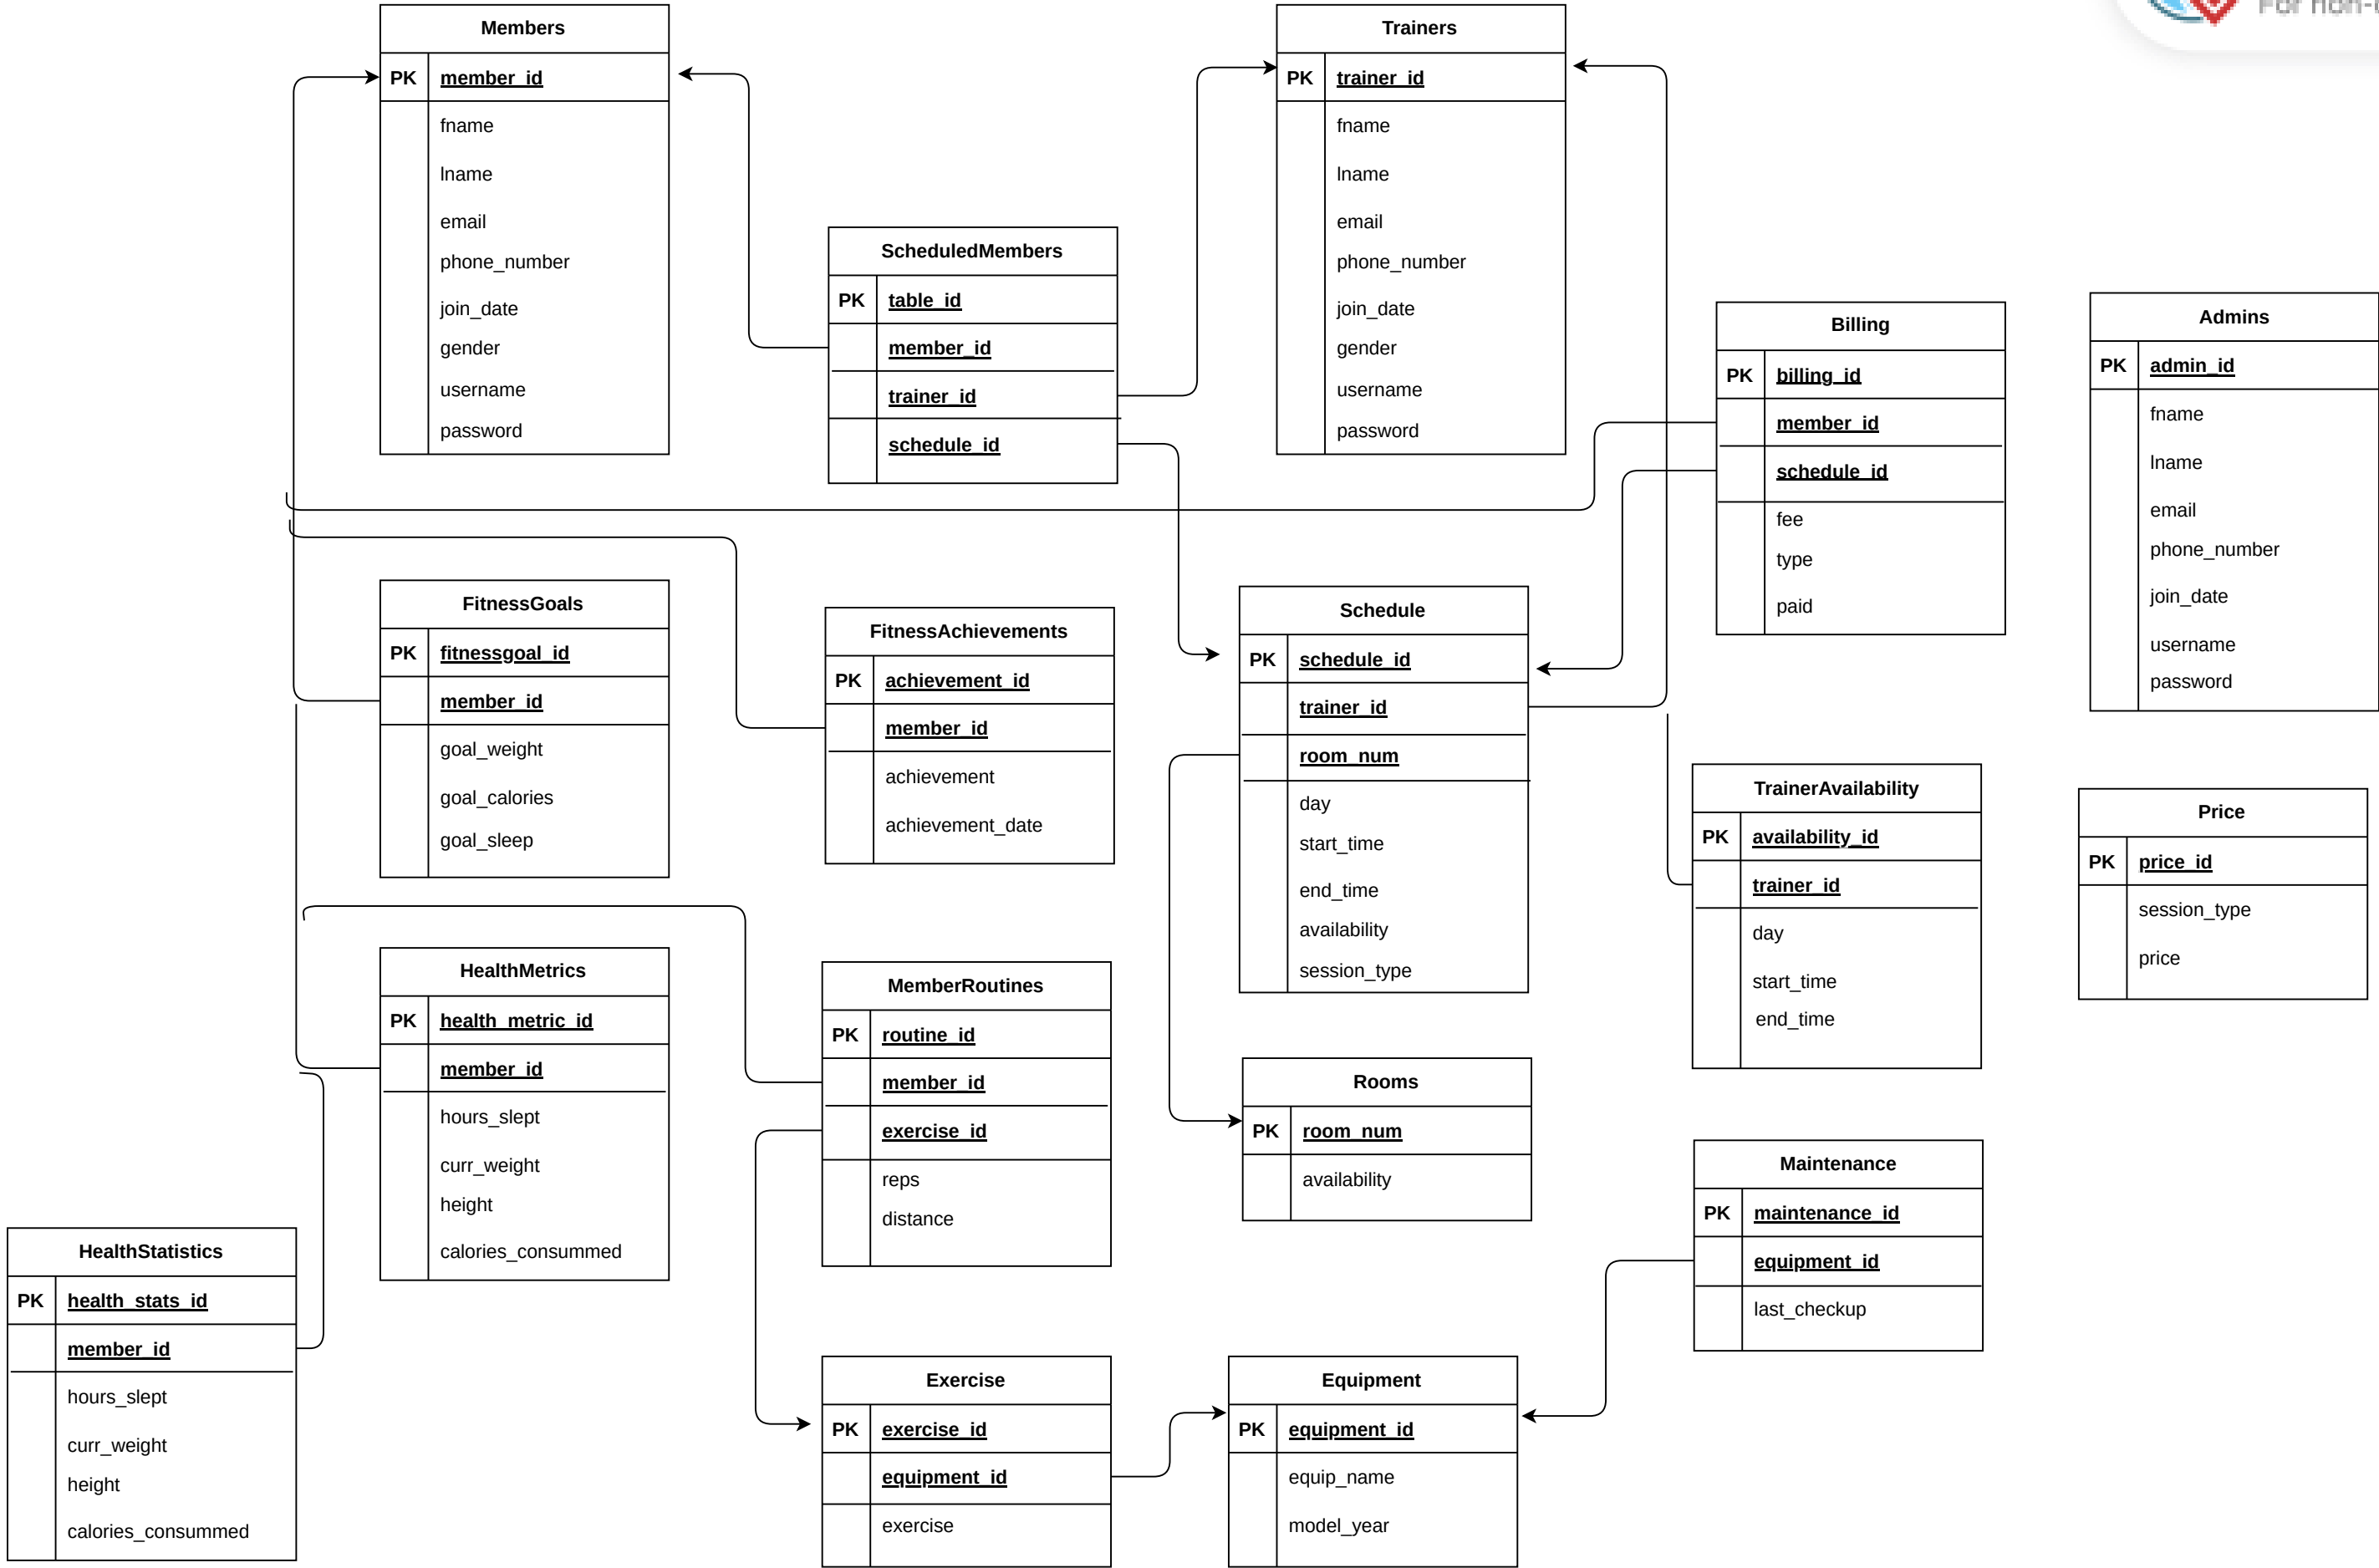 For non-
Members
PK member_id
fname
lname
email
phone_number
join_date
gender
username
password
Trainers
PK trainer_id
fname
lname
email
phone_number
join_date
gender
username
password
ScheduledMembers
PK table_id
member_id
trainer_id
schedule_id
Billing
PK billing_id
member_id
schedule_id
fee
type
paid
Admins
PK admin_id
fname
lname
email
phone_number
join_date
username
password
FitnessGoals
PK fitnessgoal_id
member_id
goal_weight
goal_calories
goal_sleep
FitnessAchievements
PK achievement_id
member_id
achievement
achievement_date
Schedule
PK schedule_id
trainer_id
room_num
day
start_time
end_time
availability
session_type
TrainerAvailability
PK availability_id
trainer_id
day
start_time
end_time
Price
PK price_id
session_type
price
HealthMetrics
PK health_metric_id
member_id
hours_slept
curr_weight
height
calories_consummed
MemberRoutines
PK routine_id
member_id
exercise_id
reps
distance
Rooms
PK room_num
availability
Maintenance
PK maintenance_id
equipment_id
last_checkup
HealthStatistics
PK health_stats_id
member_id
hours_slept
curr_weight
height
calories_consummed
Exercise
PK exercise_id
equipment_id
exercise
Equipment
PK equipment_id
equip_name
model_year